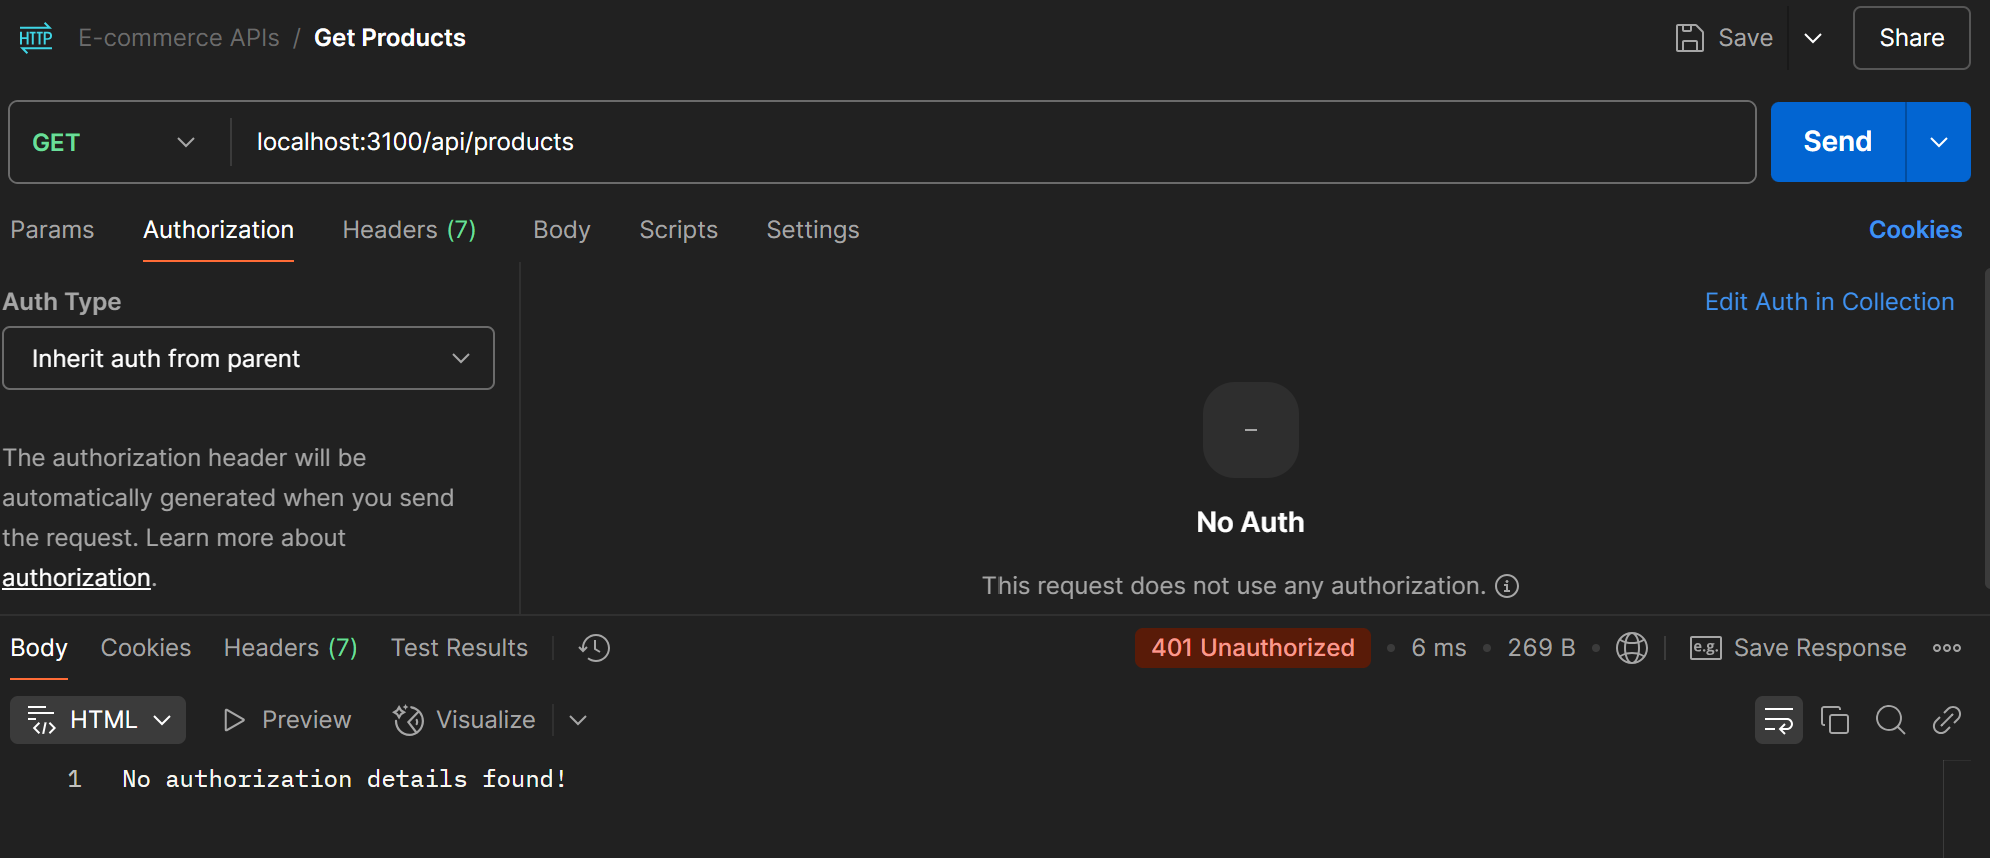 HTTP E-commerce APIs / Get Products Save Share
GET localhost:3100/api/products Send
Params Authorization Headers (7) Body Scripts Settings Cookies
Auth Type
Edit Auth in Collection
Inherit auth from parent
The authorization header will be
automatically generated when you send
the request. Learn more about
authorization.
–
No Auth
This request does not use any authorization.
Body Cookies Headers (7) Test Results 401 Unauthorized • 6 ms • 269 B • e.g. Save Response
HTML Preview Visualize
1 No authorization details found!